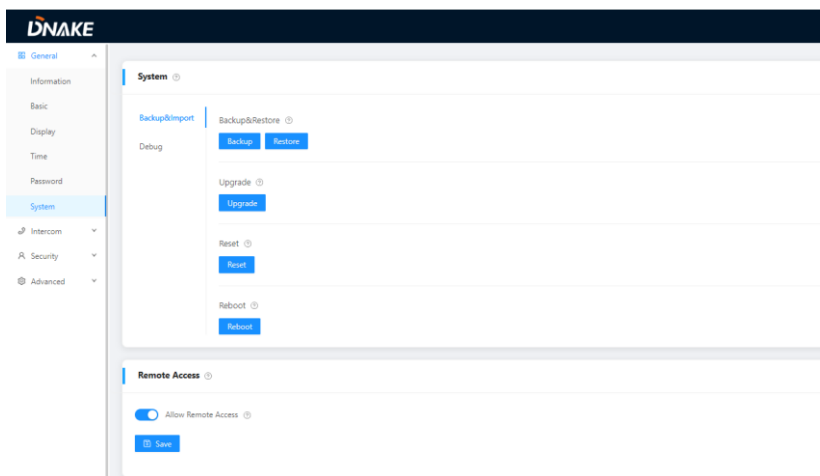 DNAKE
General
Information
Basic
Display
Time
Password
System
Intercom
Security
Advanced
System
Backup&Import
Debug
Backup&Restore
Backup Restore
Upgrade
Upgrade
Reset
Reset
Reboot
Reboot
Remote Access
Allow Remote Access
Save